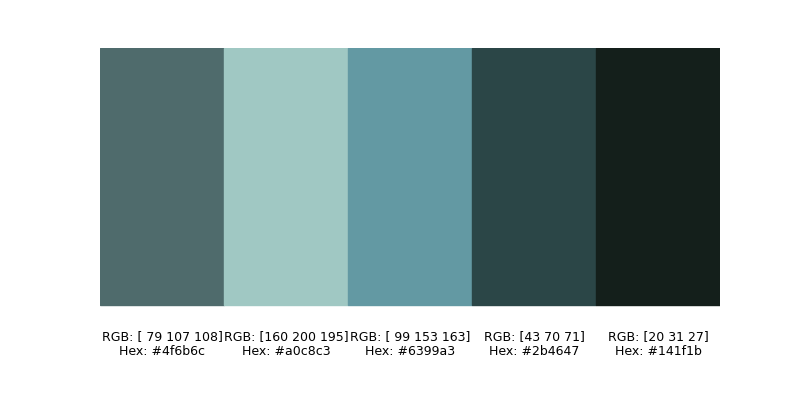 RGB: [ 79 107 108]
Hex: #4f6b6c
RGB: [160 200 195]
Hex: #a0c8c3
RGB: [ 99 153 163]
Hex: #6399a3
RGB: [43 70 71]
Hex: #2b4647
RGB: [20 31 27]
Hex: #141f1b